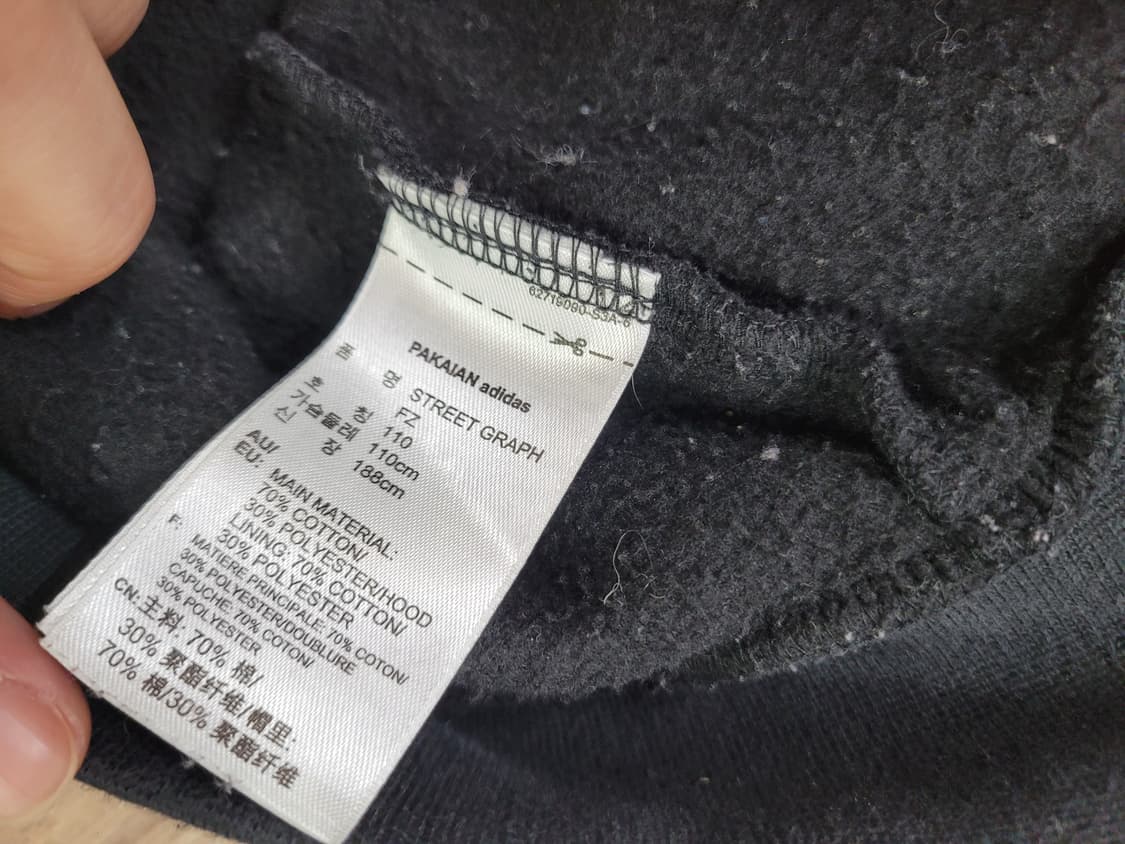 62719090-S3A-6
PAKAIAN adidas
품 명 STREET GRAPH
FZ
호 칭 110
가슴둘레 110cm
신 장 188cm
AU/
EU: MAIN MATERIAL:
70% COTTON/
30% POLYESTER/HOOD
LINING: 70% COTTON/
30% POLYESTER
F: MATIÈRE PRINCIPALE: 70% COTON/
30% POLYESTER/DOUBLURE
CAPUCHE: 70% COTON/
30% POLYESTER
CN: 主料: 70% 棉/
30% 聚酯纤维/帽里:
70% 棉/30% 聚酯纤维